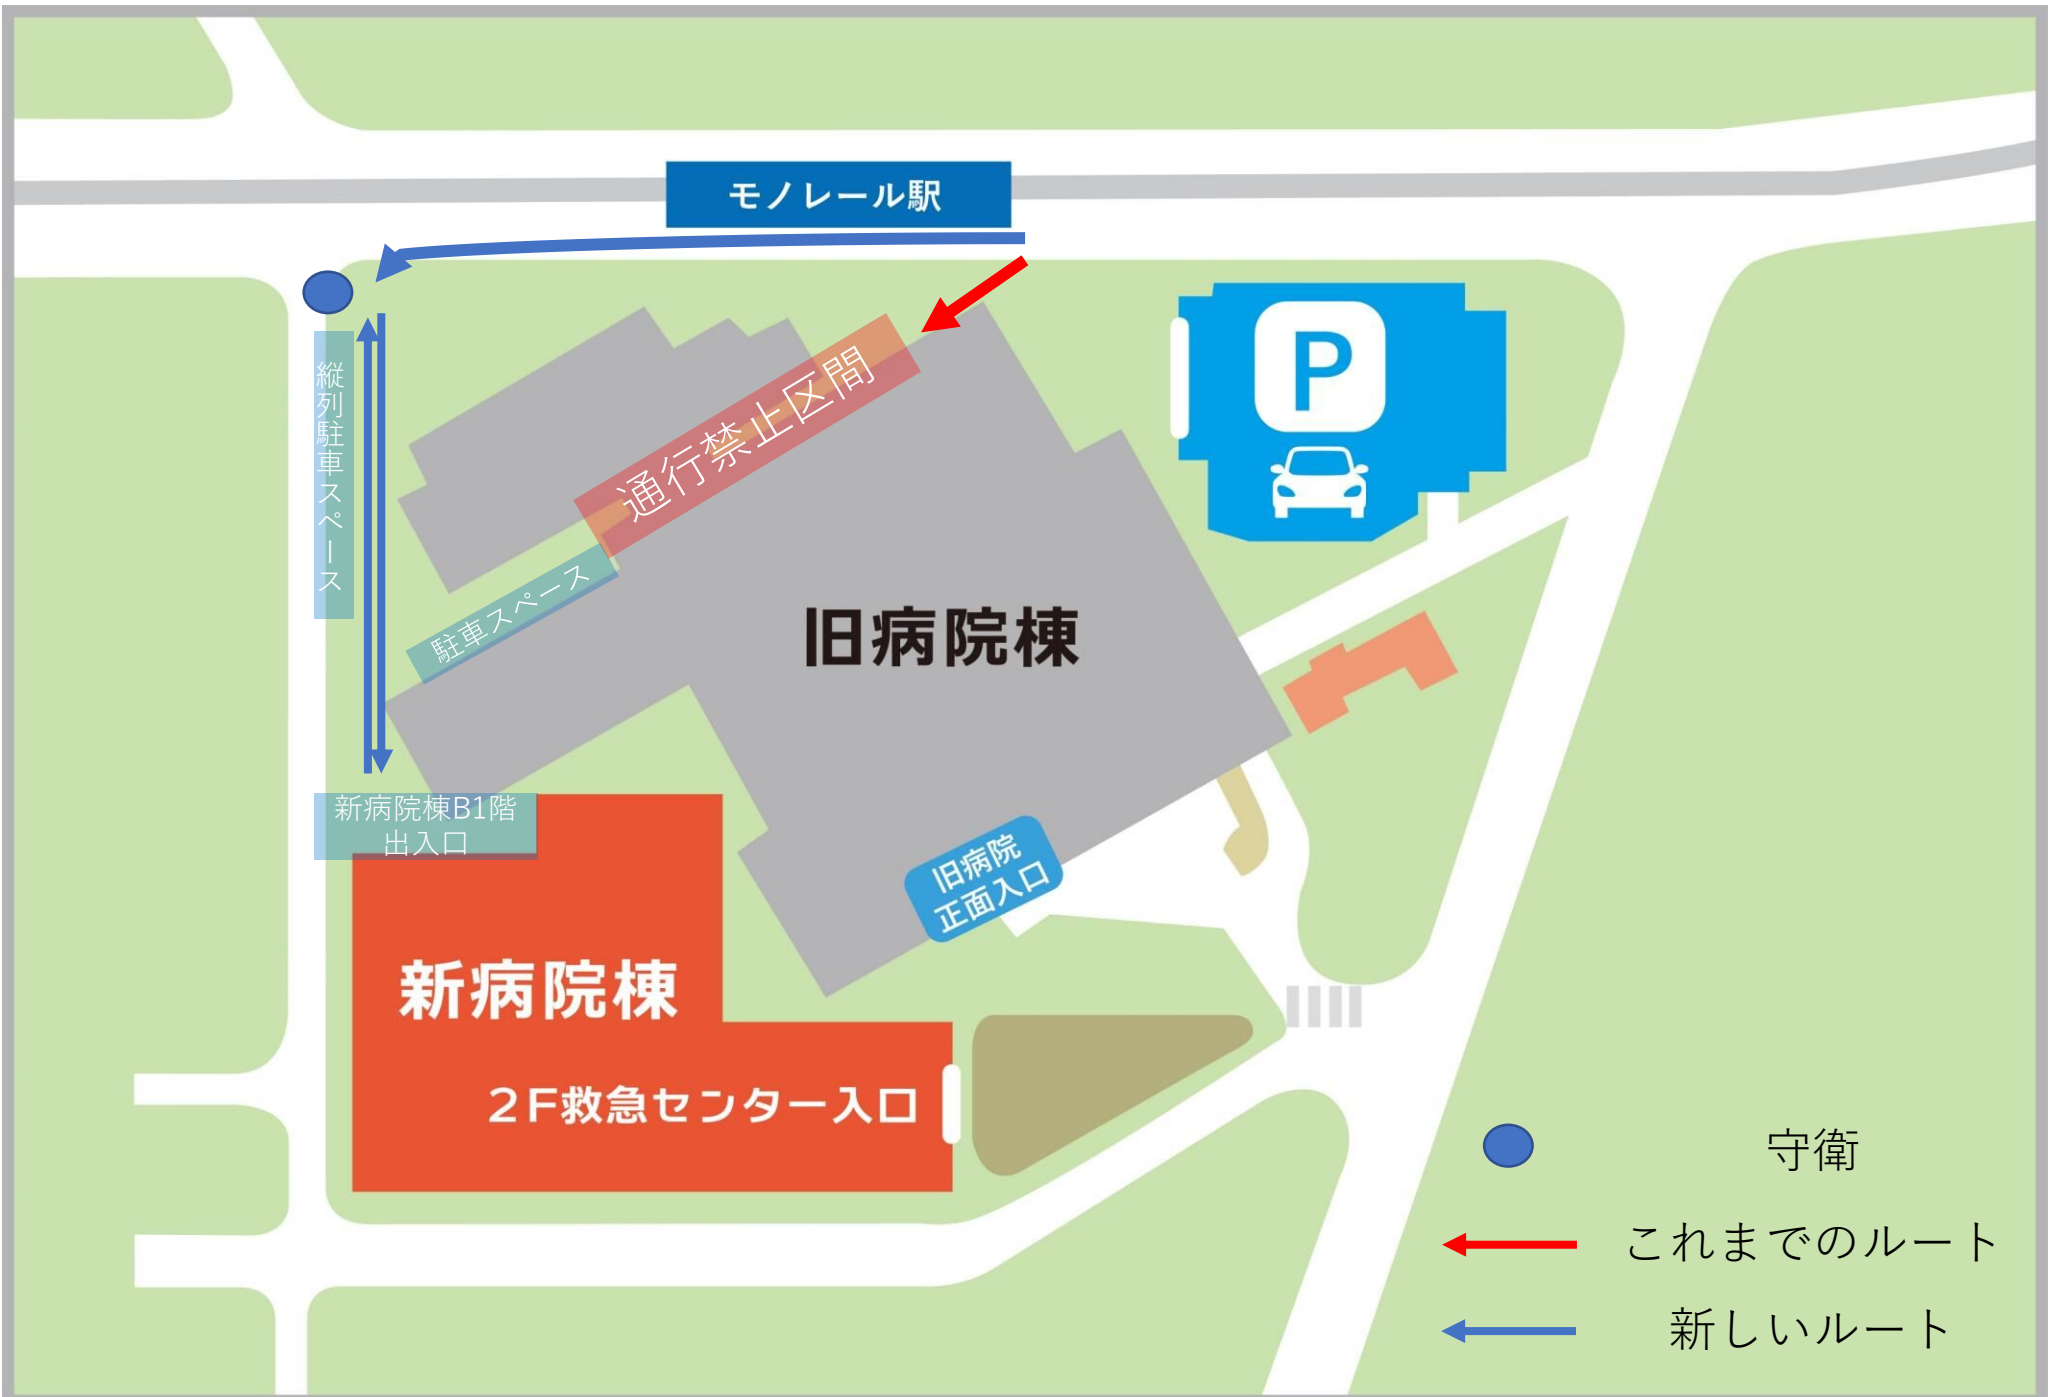 モノレール駅
P
縦列駐車スペース
通行禁止区間
駐車スペース
旧病院棟
新病院棟B1階
出入口
旧病院
正面入口
新病院棟
2F救急センター入口
守衛
これまでのルート
新しいルート